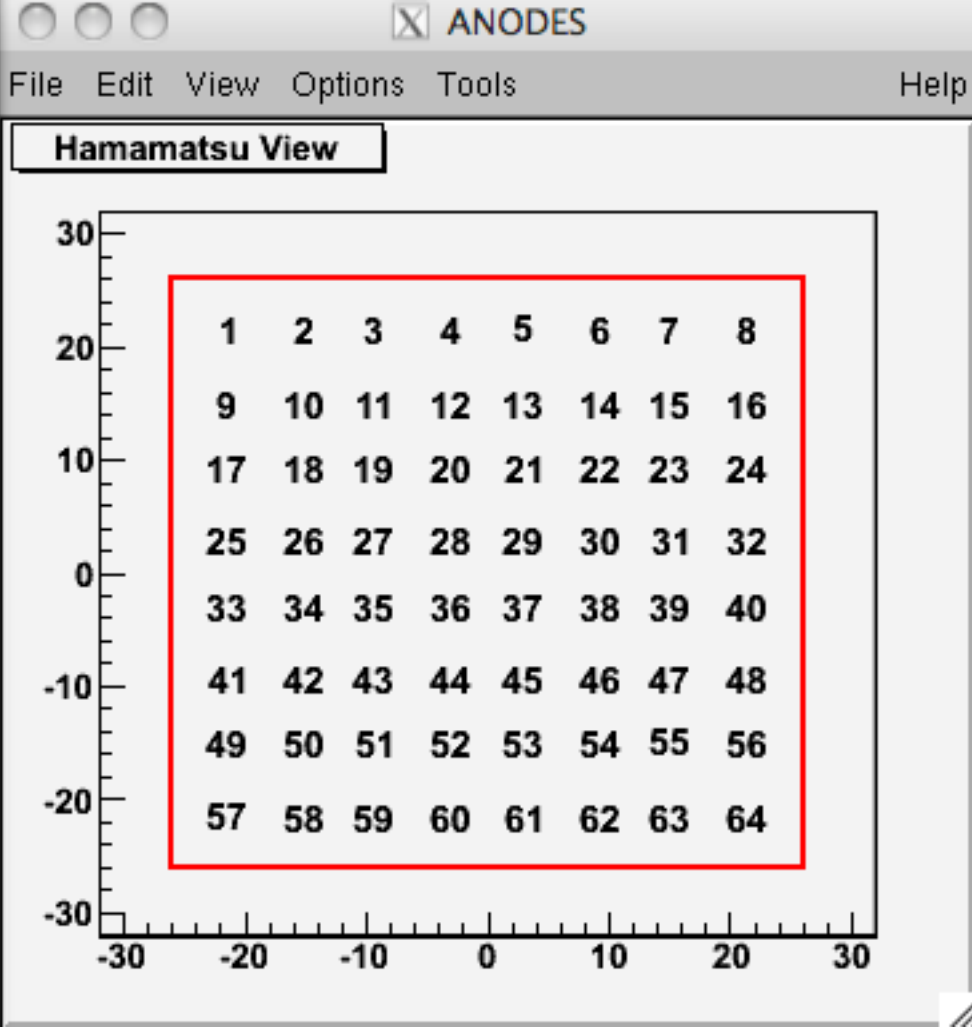 X ANODES
File Edit View Options Tools Help
Hamamatsu View
30
1 2 3 4 5 6 7 8
20
9 10 11 12 13 14 15 16
10
17 18 19 20 21 22 23 24
25 26 27 28 29 30 31 32
0
33 34 35 36 37 38 39 40
-10
41 42 43 44 45 46 47 48
49 50 51 52 53 54 55 56
-20
57 58 59 60 61 62 63 64
-30
-30 -20 -10 0 10 20 30